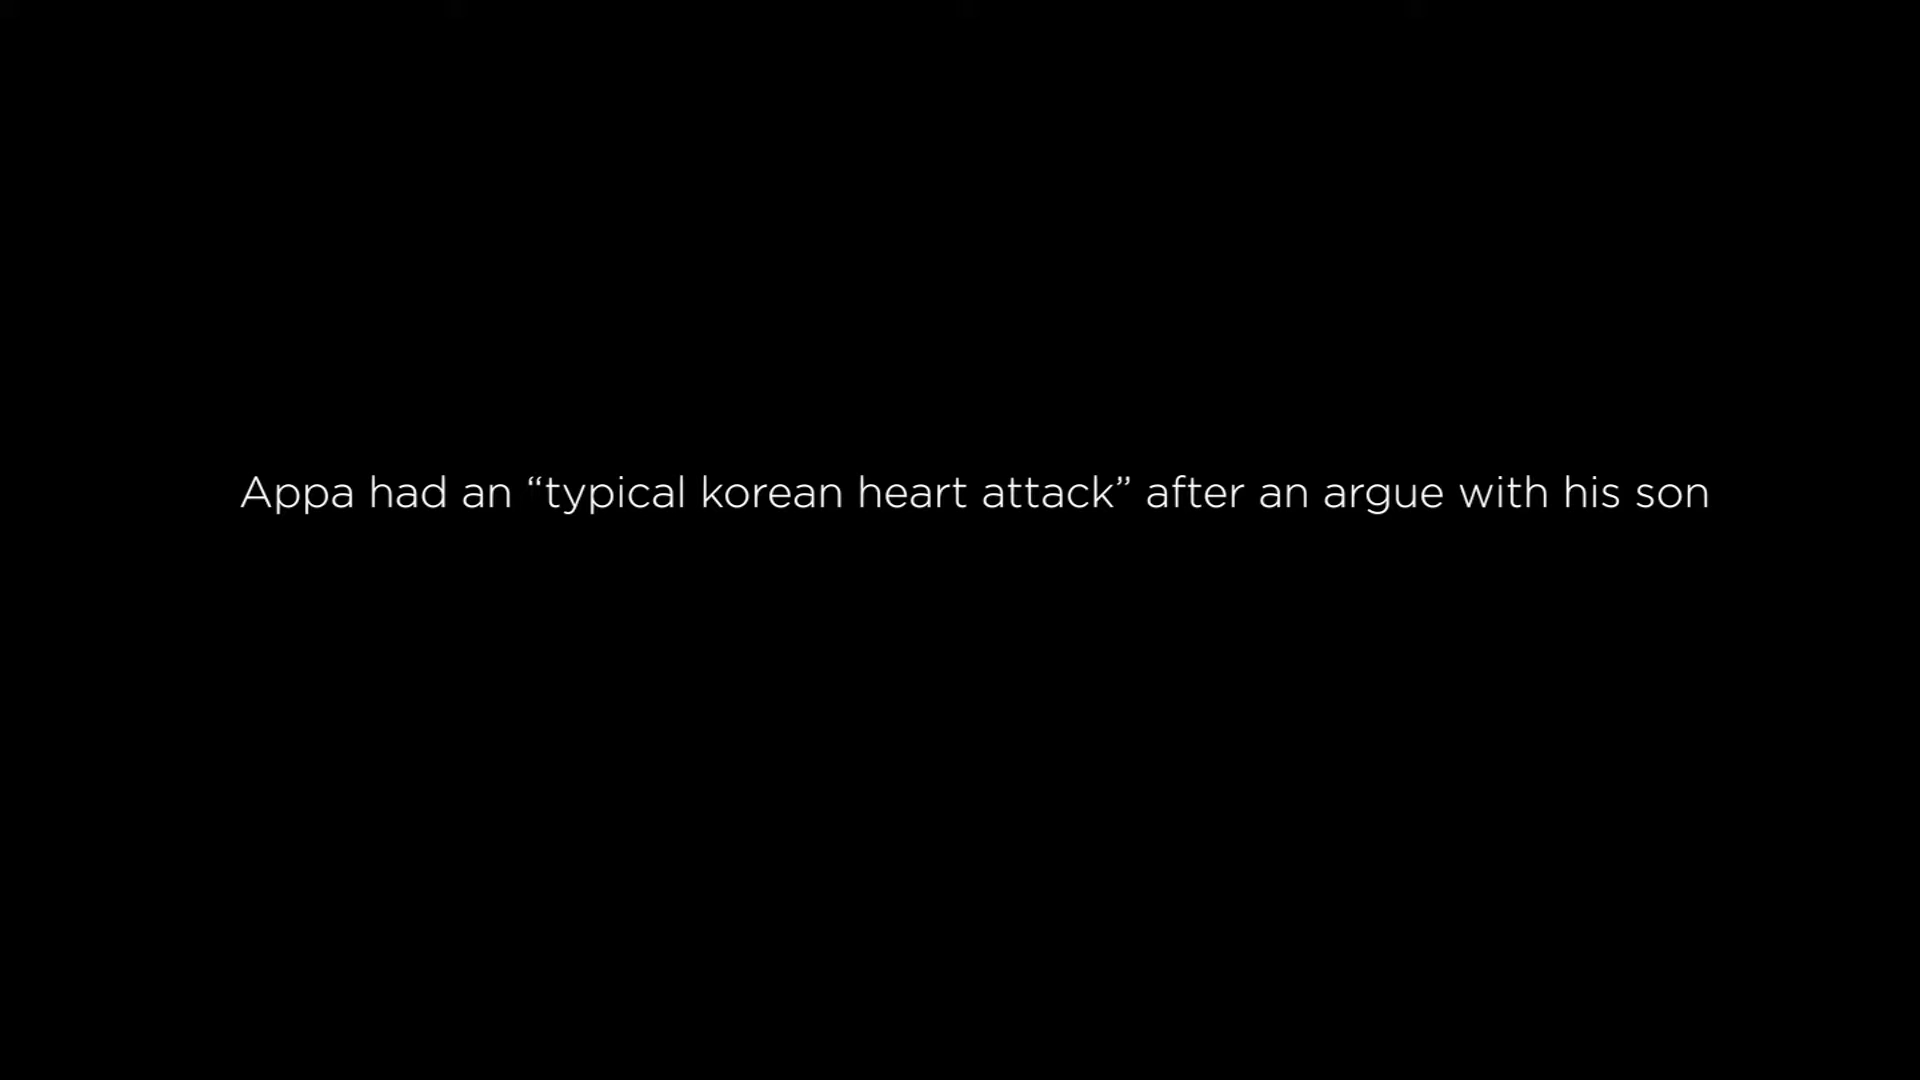 Appa had an “typical korean heart attack” after an argue with his son